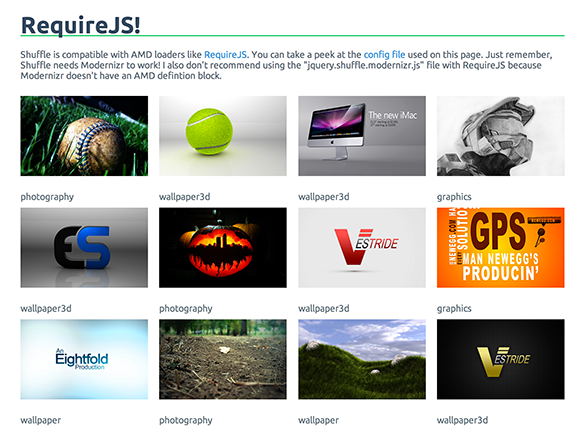 RequireJS!
Shuffle is compatible with AMD loaders like RequireJS. You can take a peek at the config file used on this page. Just remember,
Shuffle needs Modernizr to work! I also don't recommend using the "jquery.shuffle.modernizr.js" file with RequireJS because
Modernizr doesn't have an AMD defintion block.
The new iMac
photography
wallpaper3d
wallpaper3d
graphics
ES
VESTRIDE
NEWEGG.COM
EVERY
SOLUTIONS
GPS
MAN NEWEGG'S
PRODUCIN'
wallpaper3d
photography
wallpaper3d
graphics
An
Eightfold
Production
VESTRIDE
wallpaper
photography
wallpaper
wallpaper3d